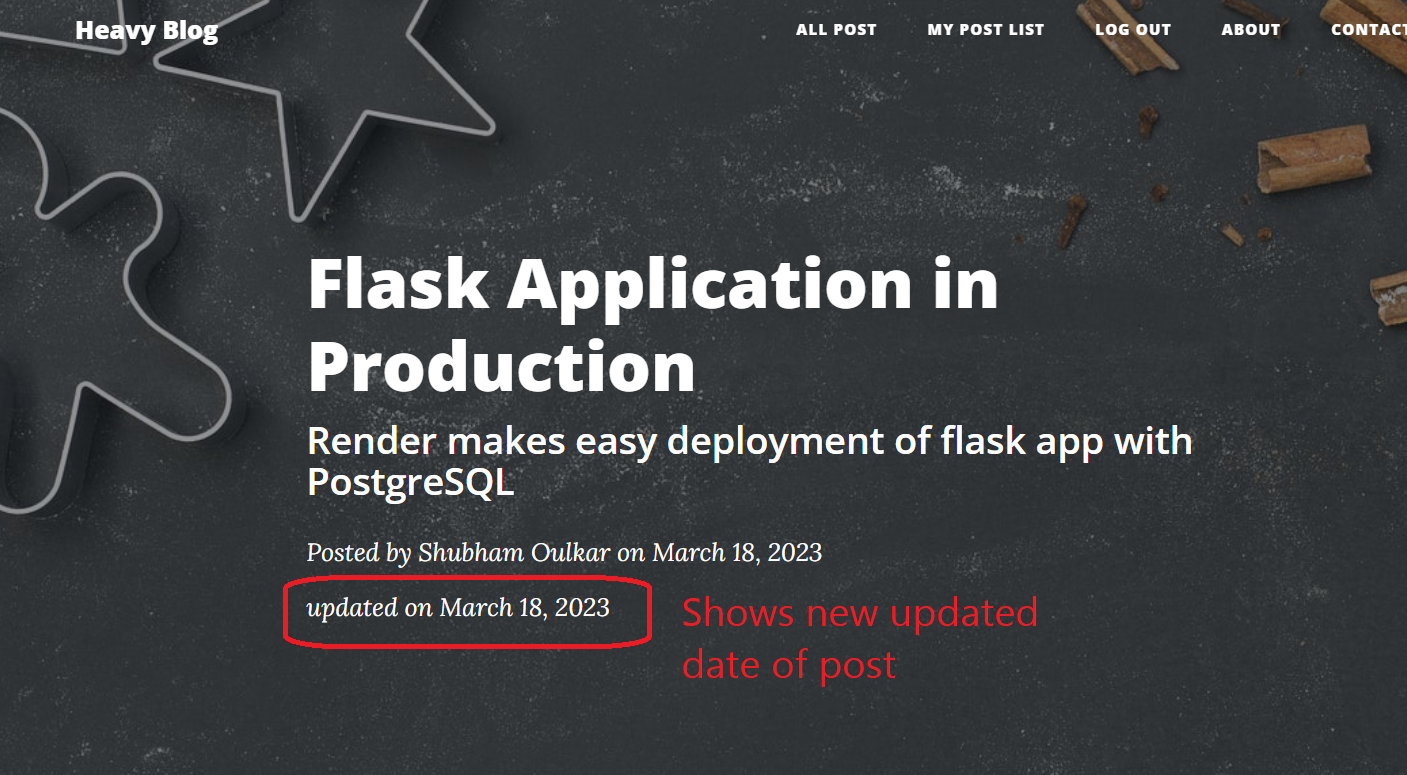 Heavy Blog
ALL POST MY POST LIST LOG OUT ABOUT CONTACT
Flask Application in
Production
Render makes easy deployment of flask app with
PostgreSQL
Posted by Shubham Oulkar on March 18, 2023
updated on March 18, 2023
Shows new updated
date of post